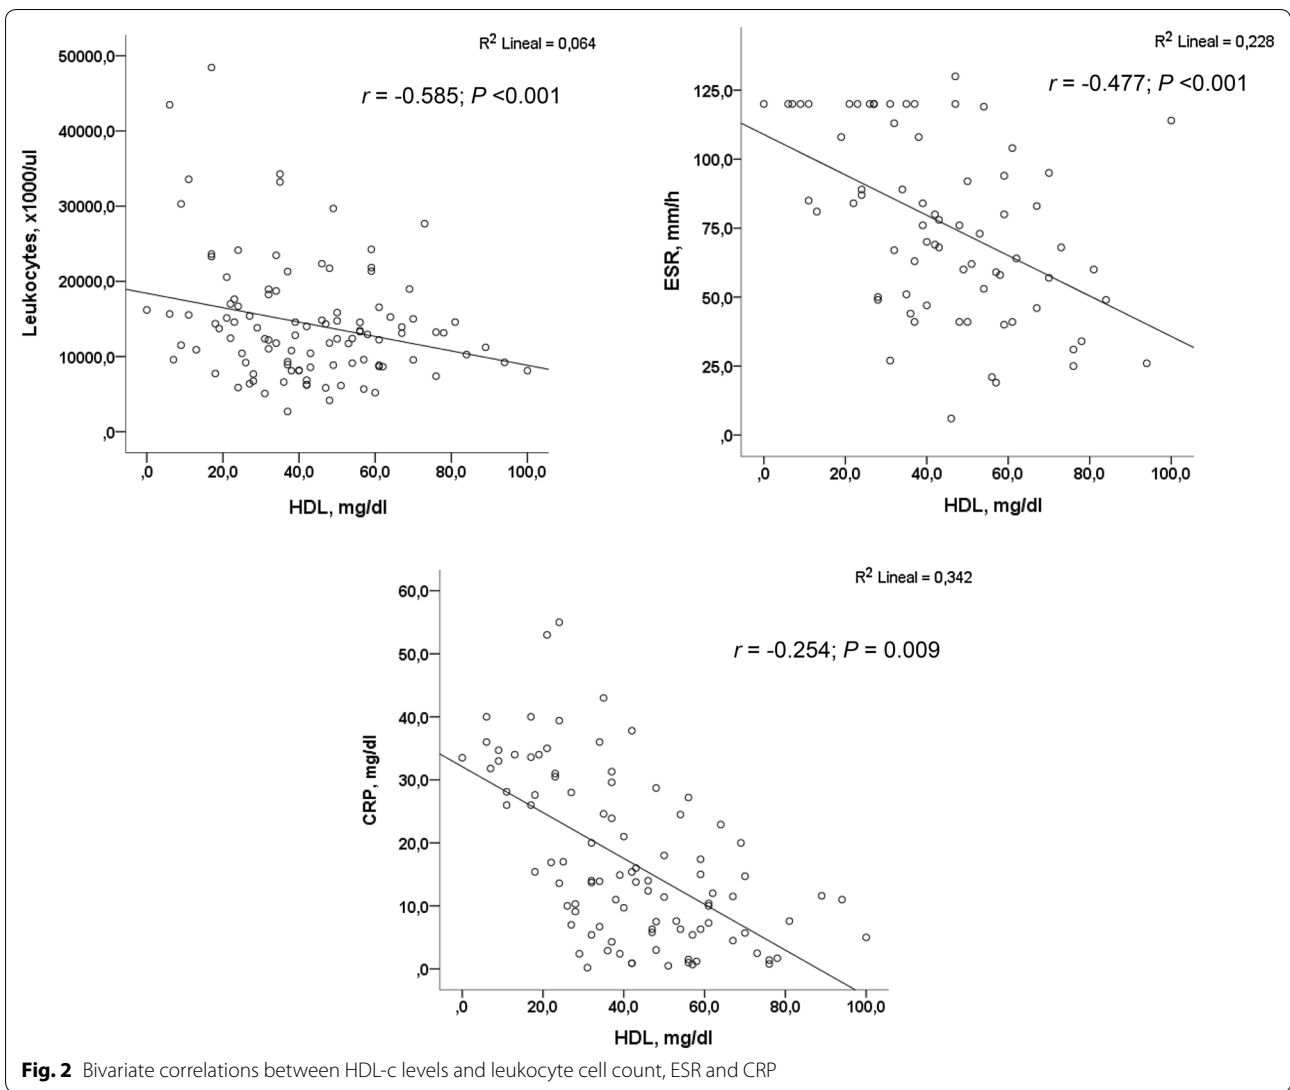 R2 Lineal = 0,064
r = -0.585; P <0.001
Leukocytes, x1000/ul
50000,0
40000,0
30000,0
20000,0
10000,0
,0
,0 20,0 40,0 60,0 80,0 100,0
HDL, mg/dl
R2 Lineal = 0,228
r = -0.477; P <0.001
ESR, mm/h
125,0
100,0
75,0
50,0
25,0
,0
,0 20,0 40,0 60,0 80,0 100,0
HDL, mg/dl
R2 Lineal = 0,342
r = -0.254; P = 0.009
CRP, mg/dl
60,0
50,0
40,0
30,0
20,0
10,0
,0
,0 20,0 40,0 60,0 80,0 100,0
HDL, mg/dl
Fig. 2 Bivariate correlations between HDL-c levels and leukocyte cell count, ESR and CRP